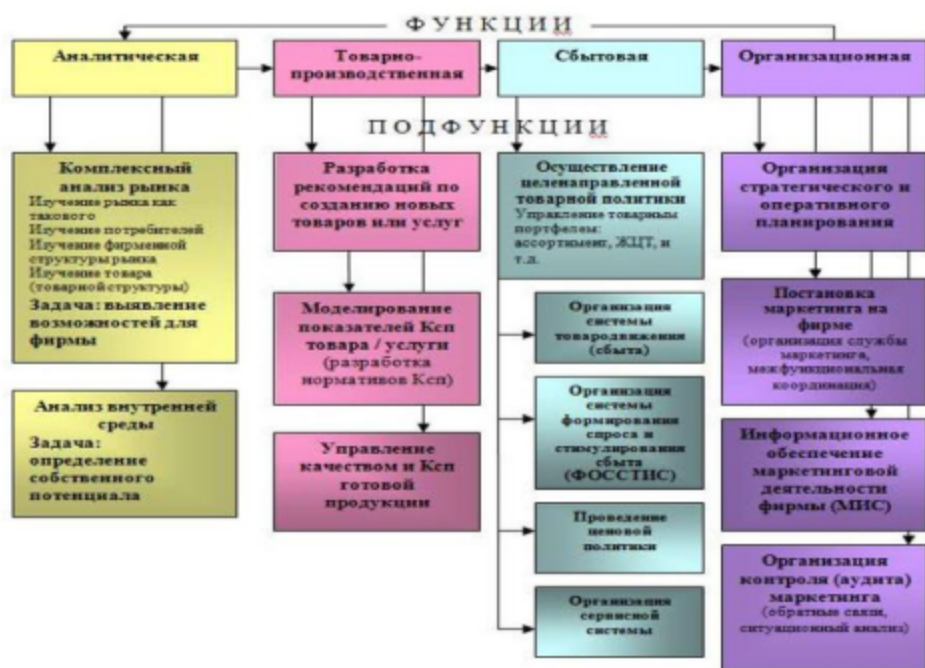 ФУНКЦИИ
Аналитическая
Товарно-
производственная
Сбытовая
Организационная
ПОДФУНКЦИИ
Комплексный
анализ рынка
Изучение рынка как
такового
Изучение потребителей
Изучение фирменной
структуры рынка
Изучение товара
(товарной структуры)
Задача: выявление
возможностей для
фирмы
Анализ внутренней
среды
Задача:
определение
собственного
потенциала
Разработка
рекомендаций по
созданию новых
товаров или услуг
Моделирование
показателей Ксп
товара / услуги
(разработка
нормативов Ксп)
Управление
качеством и Ксп
готовой
продукции
Осуществление
целенаправленной
товарной политики
Управление товарным
портфелем:
ассортимент, ЖЦТ, и
т.д.
Организация
системы
товародвижения
(сбыта)
Организация
системы
формирования
спроса и
стимулирования
сбыта
(ФОССТИС)
Проведение
ценовой
политики
Организация
сервисной
системы
Организация
стратегического и
оперативного
планирования
Постановка
маркетинга на
фирме
(организация службы
маркетинга,
межфункциональная
координация)
Информационное
обеспечение
маркетинговой
деятельности
фирмы (МИС)
Организация
контроля (аудита)
маркетинга
(обратные связи,
ситуационный анализ)